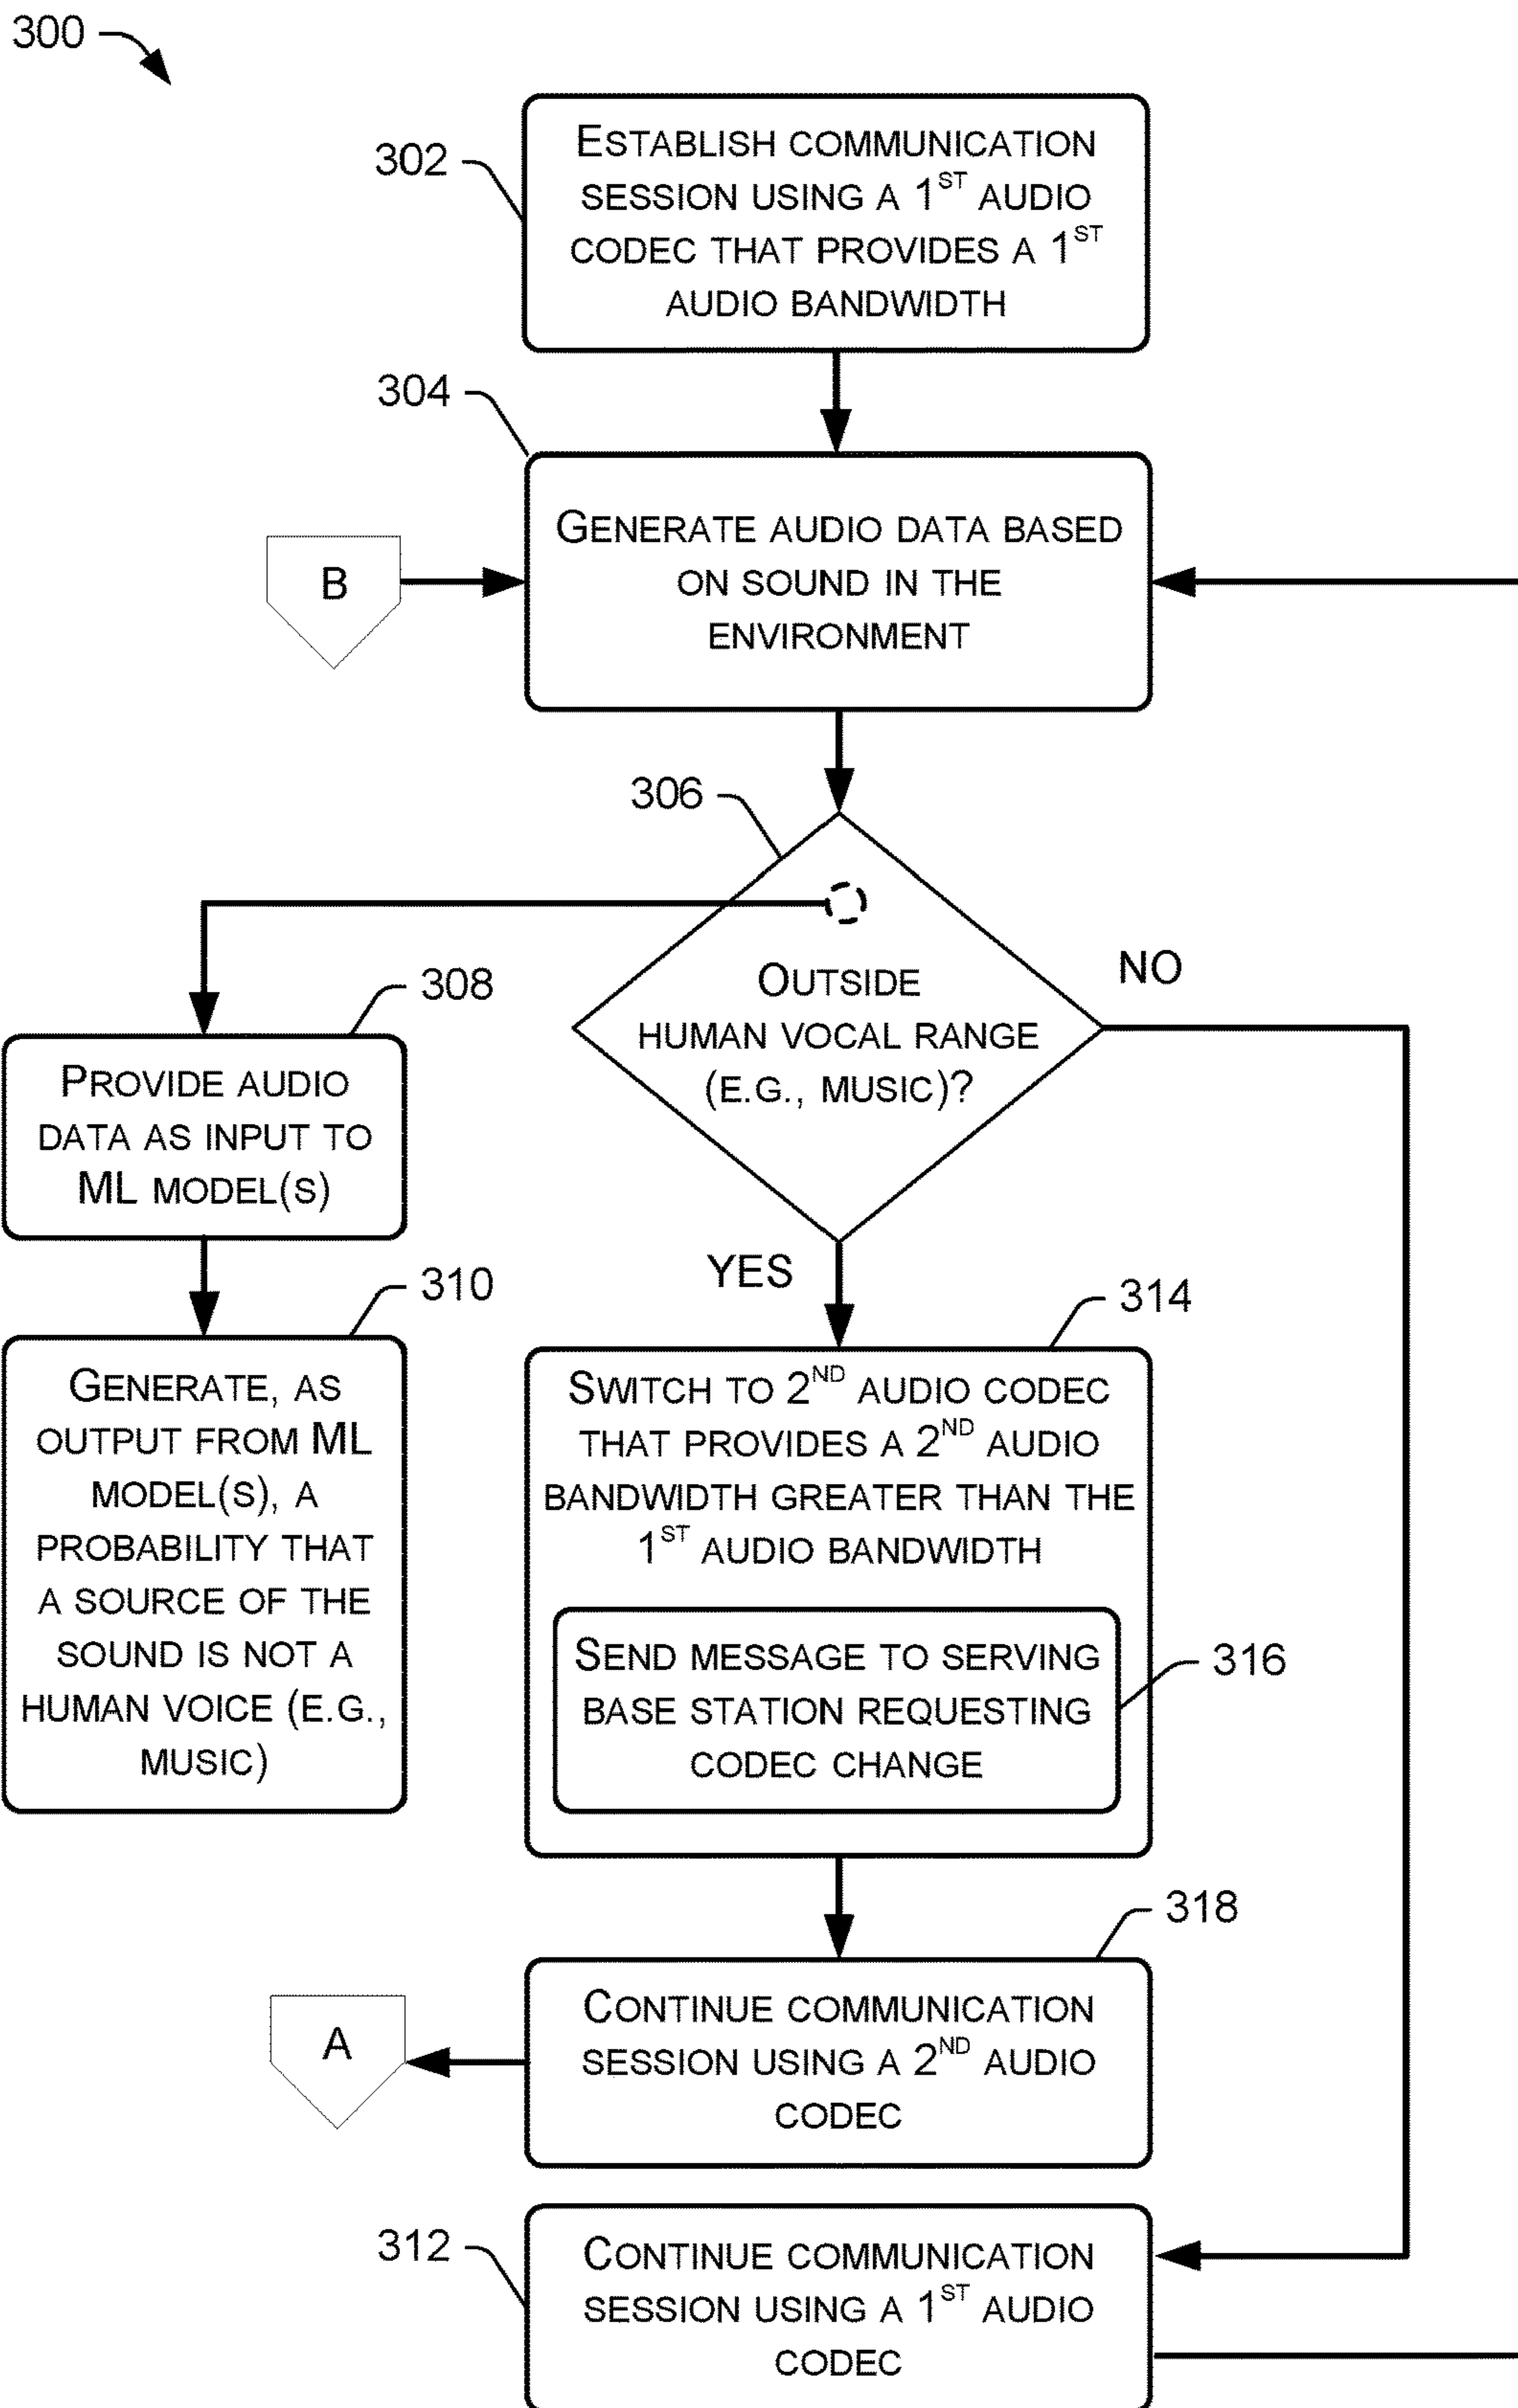 300
302
ESTABLISH COMMUNICATION
SESSION USING A 1ST AUDIO
CODEC THAT PROVIDES A 1ST
AUDIO BANDWIDTH
304
GENERATE AUDIO DATA BASED
ON SOUND IN THE
ENVIRONMENT
B
306
OUTSIDE
HUMAN VOCAL RANGE
(E.G., MUSIC)?
NO
308
PROVIDE AUDIO
DATA AS INPUT TO
ML MODEL(S)
YES
310
GENERATE, AS
OUTPUT FROM ML
MODEL(S), A
PROBABILITY THAT
A SOURCE OF THE
SOUND IS NOT A
HUMAN VOICE (E.G.,
MUSIC)
314
SWITCH TO 2ND AUDIO CODEC
THAT PROVIDES A 2ND AUDIO
BANDWIDTH GREATER THAN THE
1ST AUDIO BANDWIDTH
SEND MESSAGE TO SERVING
BASE STATION REQUESTING
CODEC CHANGE
316
318
CONTINUE COMMUNICATION
SESSION USING A 2ND AUDIO
CODEC
A
312
CONTINUE COMMUNICATION
SESSION USING A 1ST AUDIO
CODEC